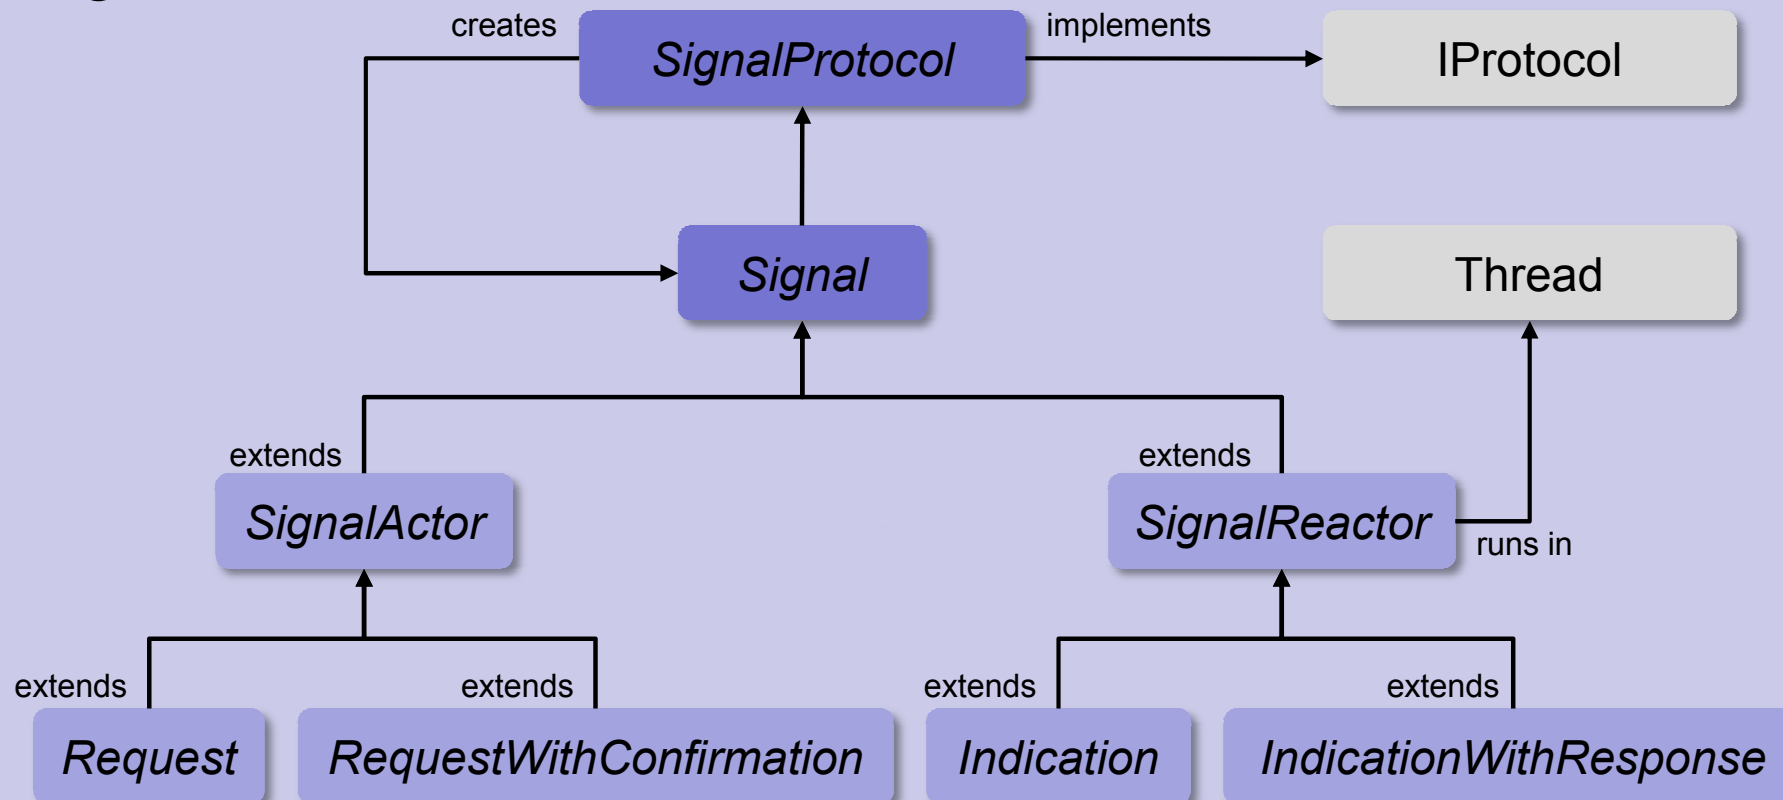 creates
SignalProtocol
implements
IProtocol
Signal
Thread
extends
extends
SignalActor
SignalReactor
runs in
extends
extends
extends
extends
Request
RequestWithConfirmation
Indication
IndicationWithResponse